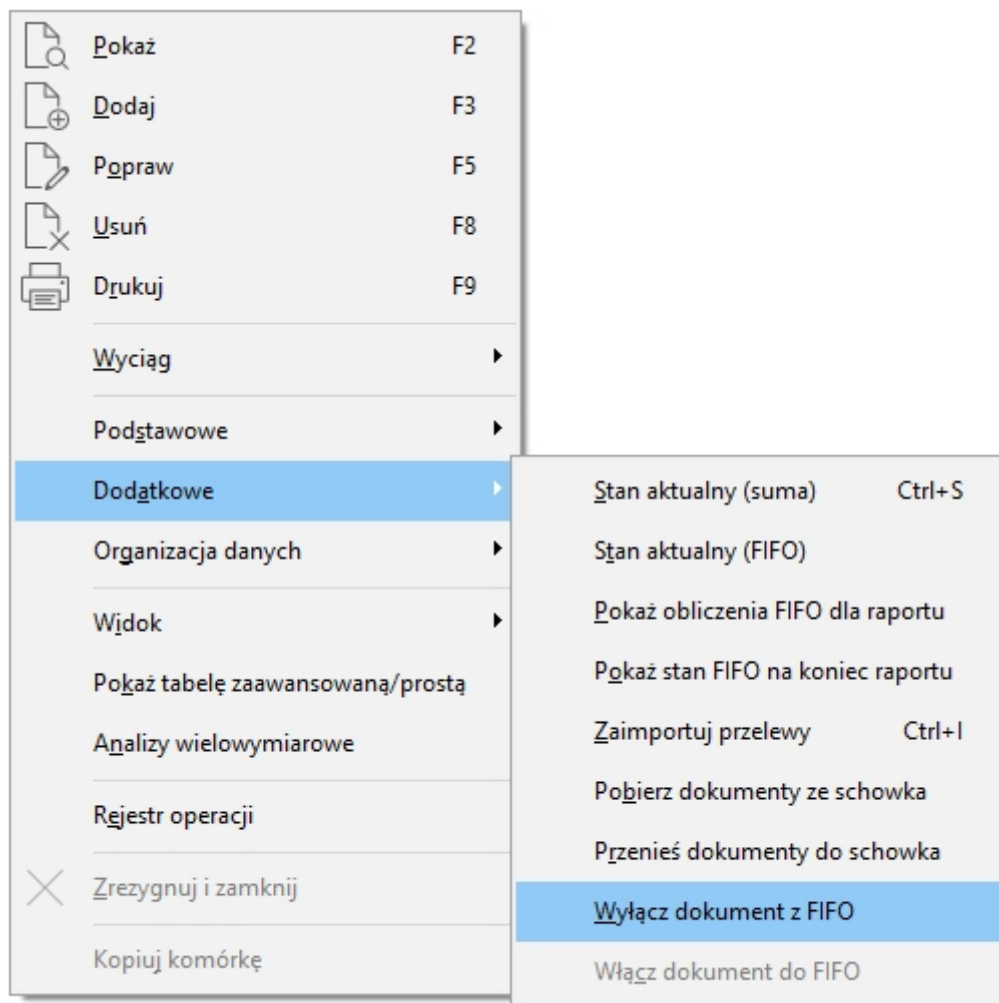 Pokaż F2
Dodaj F3
Popraw F5
Usuń F8
Drukuj F9
Wyciąg
Podstawowe
Dodatkowe
Organizacja danych
Widok
Pokaż tabelę zaawansowaną/prostą
Analizy wielowymiarowe
Rejestr operacji
Zrezygnuj i zamknij
Kopiuj komórkę
Stan aktualny (suma) Ctrl+S
Stan aktualny (FIFO)
Pokaż obliczenia FIFO dla raportu
Pokaż stan FIFO na koniec raportu
Zaimportuj przelewy Ctrl+I
Pobierz dokumenty ze schowka
Przenieś dokumenty do schowka
Wyłącz dokument z FIFO
Włącz dokument do FIFO